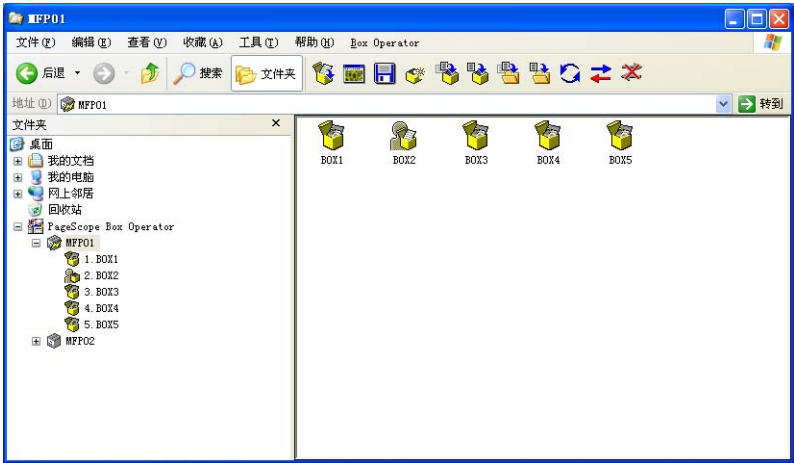 MFP01
文件(F) 编辑(E) 查看(V) 收藏(A) 工具(T) 帮助(H) Box Operator
后退 搜索 文件夹
地址(D) MFP01 转到
文件夹 ×
桌面
我的文档
我的电脑
网上邻居
回收站
PageScope Box Operator
MFP01
1.BOX1
2.BOX2
3.BOX3
4.BOX4
5.BOX5
MFP02
BOX1 BOX2 BOX3 BOX4 BOX5